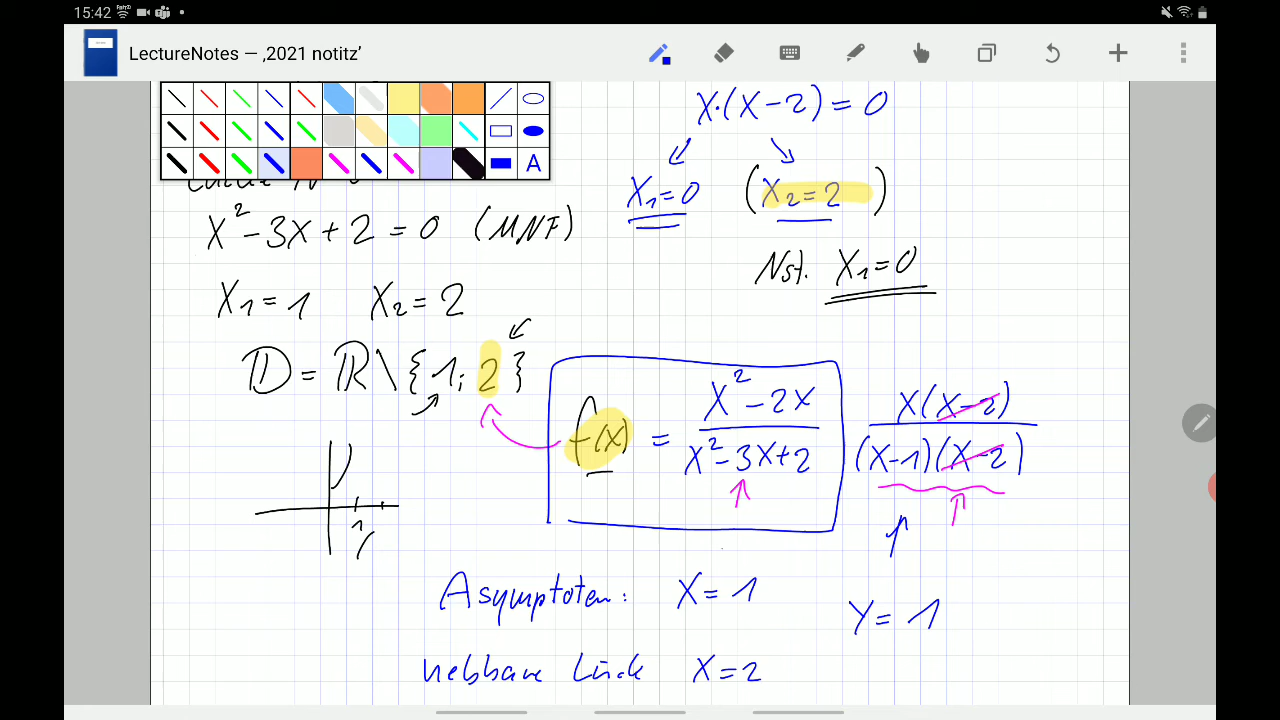 15:42
LectureNotes — ‚2021 notitz’
A
x·(x-2) = 0
x₁=0 (x₂=2)
x²-3x+2=0 (MNF)
Nst. x₁=0
x₁=1 x₂=2
D = ℝ\{1; 2}
f(x) = (x²-2x)/(x²-3x+2) x(x-2)/((x-1)(x-2))
1
Asymptoten: x=1 y=1
hebbare Lücke x=2